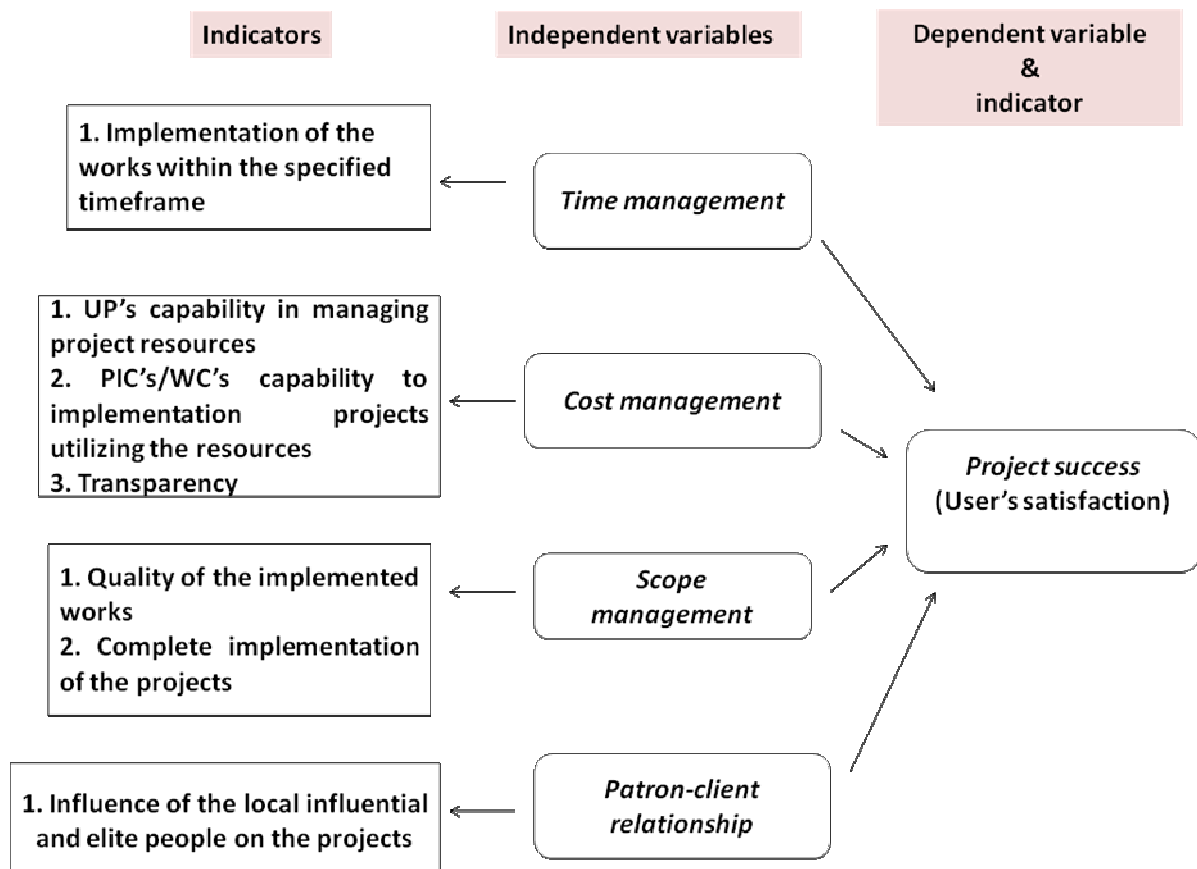 Indicators
Independent variables
Dependent variable
&
indicator
1. Implementation of the
works within the specified
timeframe
Time management
1. UP's capability in managing
project resources
2. PIC's/WC's capability to
implementation projects
utilizing the resources
3. Transparency
Cost management
Project success
(User's satisfaction)
1. Quality of the implemented
works
2. Complete implementation
of the projects
Scope
management
1. Influence of the local influential
and elite people on the projects
Patron-client
relationship